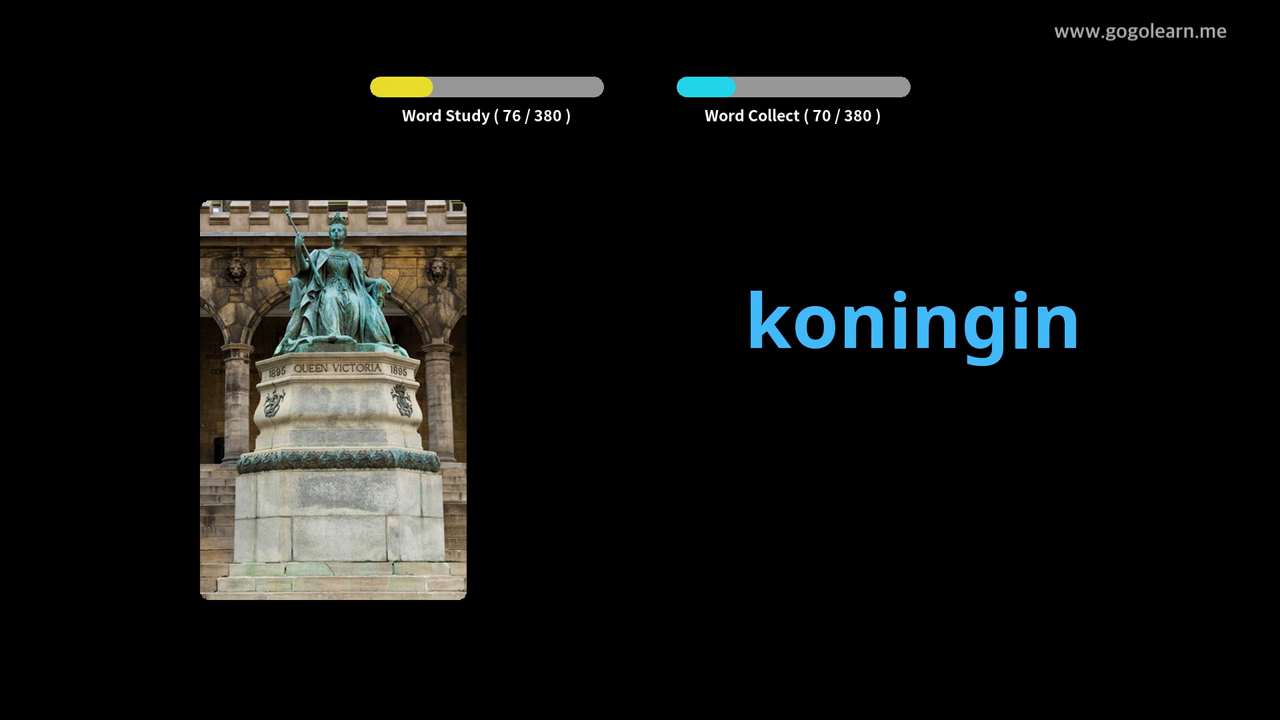 www.gogolearn.me
Word Study ( 76 / 380 )
Word Collect ( 70 / 380 )
koningin
1895 QUEEN VICTORIA 1895